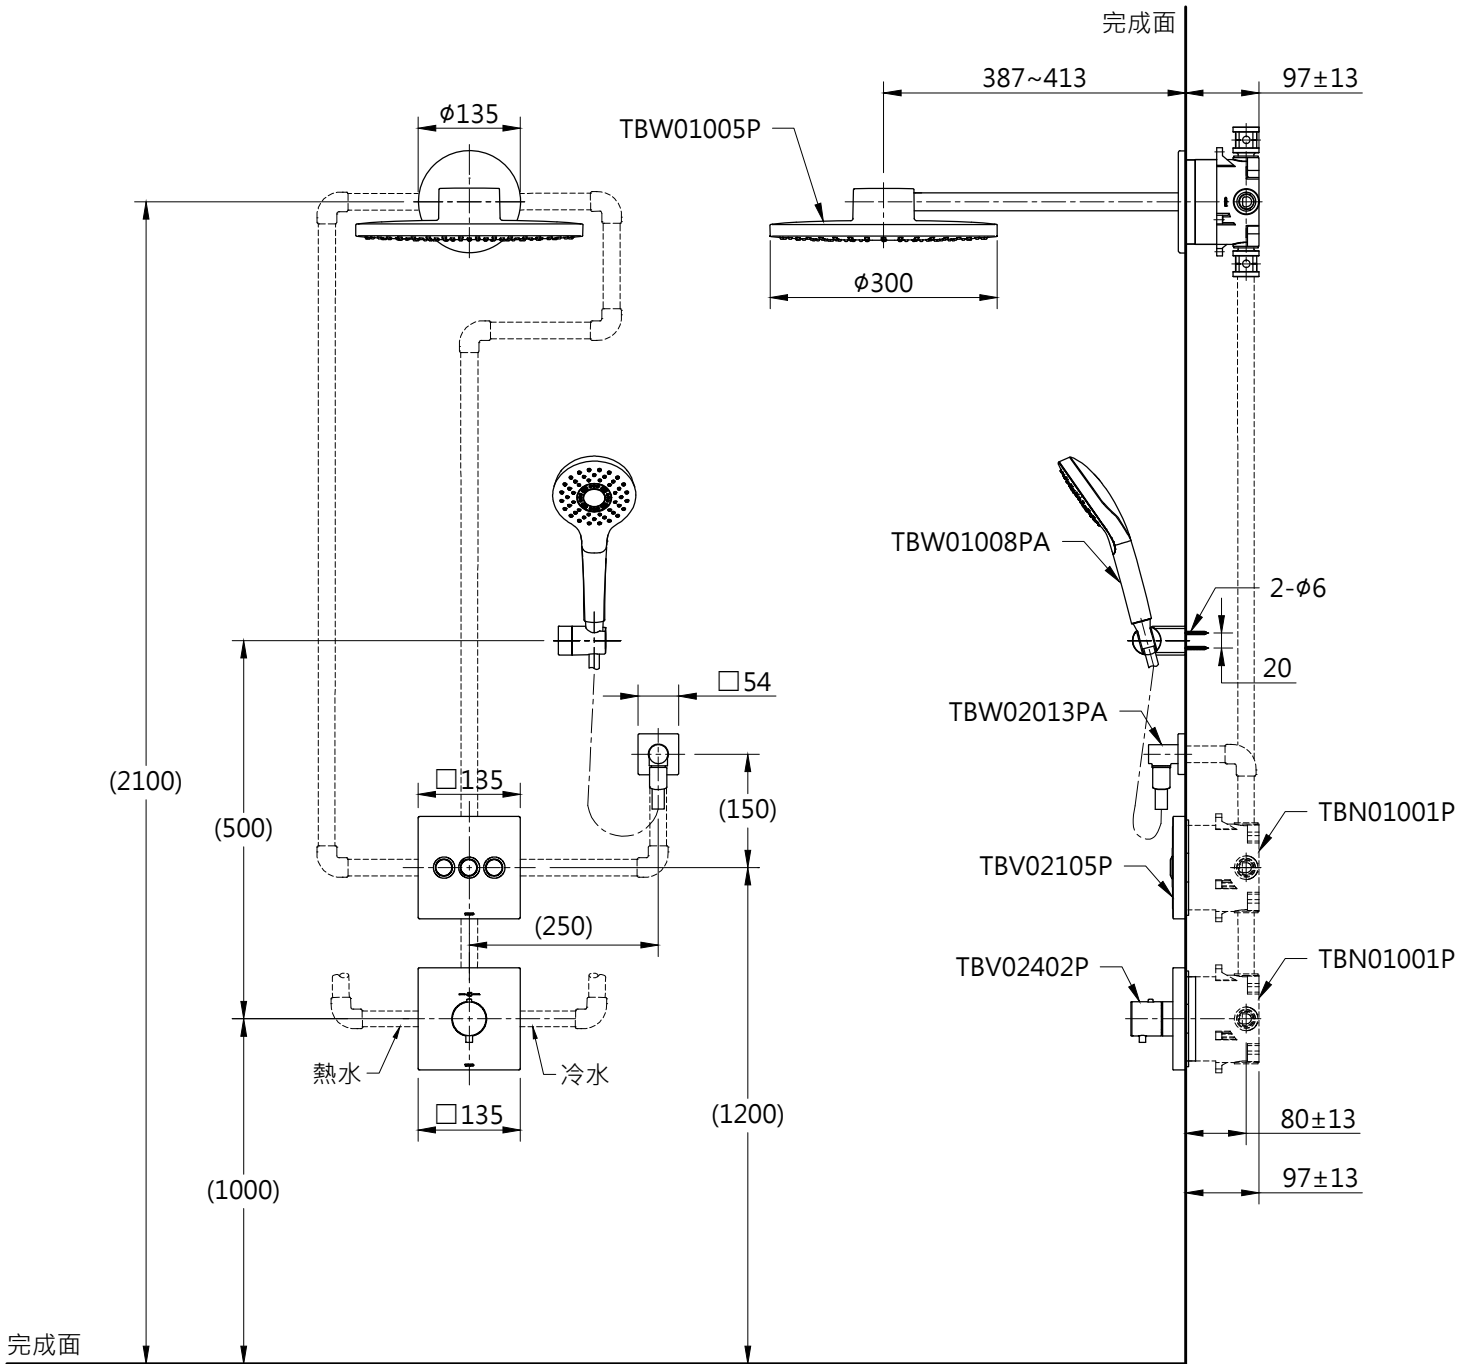 完成面
387~413
97±13
φ135
TBW01005P
φ300
TBW01008PA
2-φ6
20
□54
TBW02013PA
(2100)
□135
(150)
(500)
TBN01001P
TBV02105P
(250)
TBV02402P
TBN01001P
熱水
冷水
□135
(1200)
80±13
(1000)
97±13
完成面